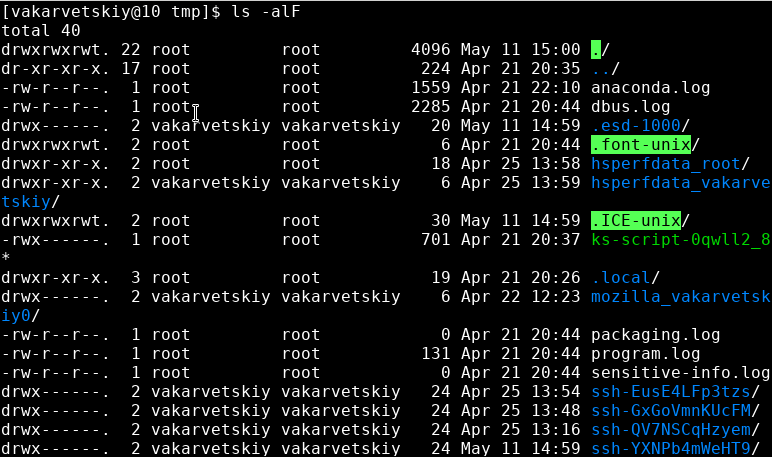 [vakarvetskiy@10 tmp]$ ls -alF
total 40
drwxrwxrwt. 22 root        root          4096 May 11 15:00 ./
dr-xr-xr-x. 17 root        root           224 Apr 21 20:35 ../
-rw-r--r--.  1 root        root          1559 Apr 21 22:10 anaconda.log
-rw-r--r--.  1 root        root          2285 Apr 21 20:44 dbus.log
drwx------.  2 vakarvetskiy vakarvetskiy   20 May 11 14:59 .esd-1000/
drwxrwxrwt.  2 root        root             6 Apr 21 20:44 .font-unix/
drwxr-xr-x.  2 root        root            18 Apr 25 13:58 hsperfdata_root/
drwxr-xr-x.  2 vakarvetskiy vakarvetskiy    6 Apr 25 13:59 hsperfdata_vakarve
tskiy/
drwxrwxrwt.  2 root        root            30 May 11 14:59 .ICE-unix/
-rwx------.  1 root        root           701 Apr 21 20:37 ks-script-0qwll2_8
*
drwxr-xr-x.  3 root        root            19 Apr 21 20:26 .local/
drwx------.  2 vakarvetskiy vakarvetskiy    6 Apr 22 12:23 mozilla_vakarvetsk
iy0/
-rw-r--r--.  1 root        root             0 Apr 21 20:44 packaging.log
-rw-r--r--.  1 root        root           131 Apr 21 20:44 program.log
-rw-r--r--.  1 root        root             0 Apr 21 20:44 sensitive-info.log
drwx------.  2 vakarvetskiy vakarvetskiy   24 Apr 25 13:54 ssh-EusE4LFp3tzs/
drwx------.  2 vakarvetskiy vakarvetskiy   24 Apr 25 13:48 ssh-GxGoVmnKUcFM/
drwx------.  2 vakarvetskiy vakarvetskiy   24 Apr 25 13:16 ssh-QV7NSCqHzyem/
drwx------.  2 vakarvetskiy vakarvetskiy   24 May 11 14:59 ssh-YXNPb4mWeHT9/